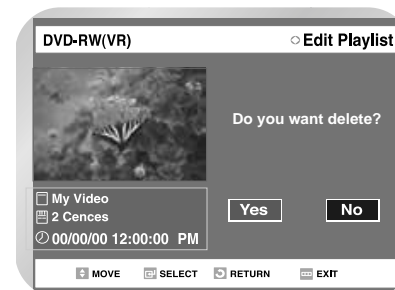 DVD-RW(VR) Edit Playlist
Do you want delete?
My Video
2 Cences
00/00/00 12:00:00 PM
Yes No
MOVE SELECT RETURN EXIT